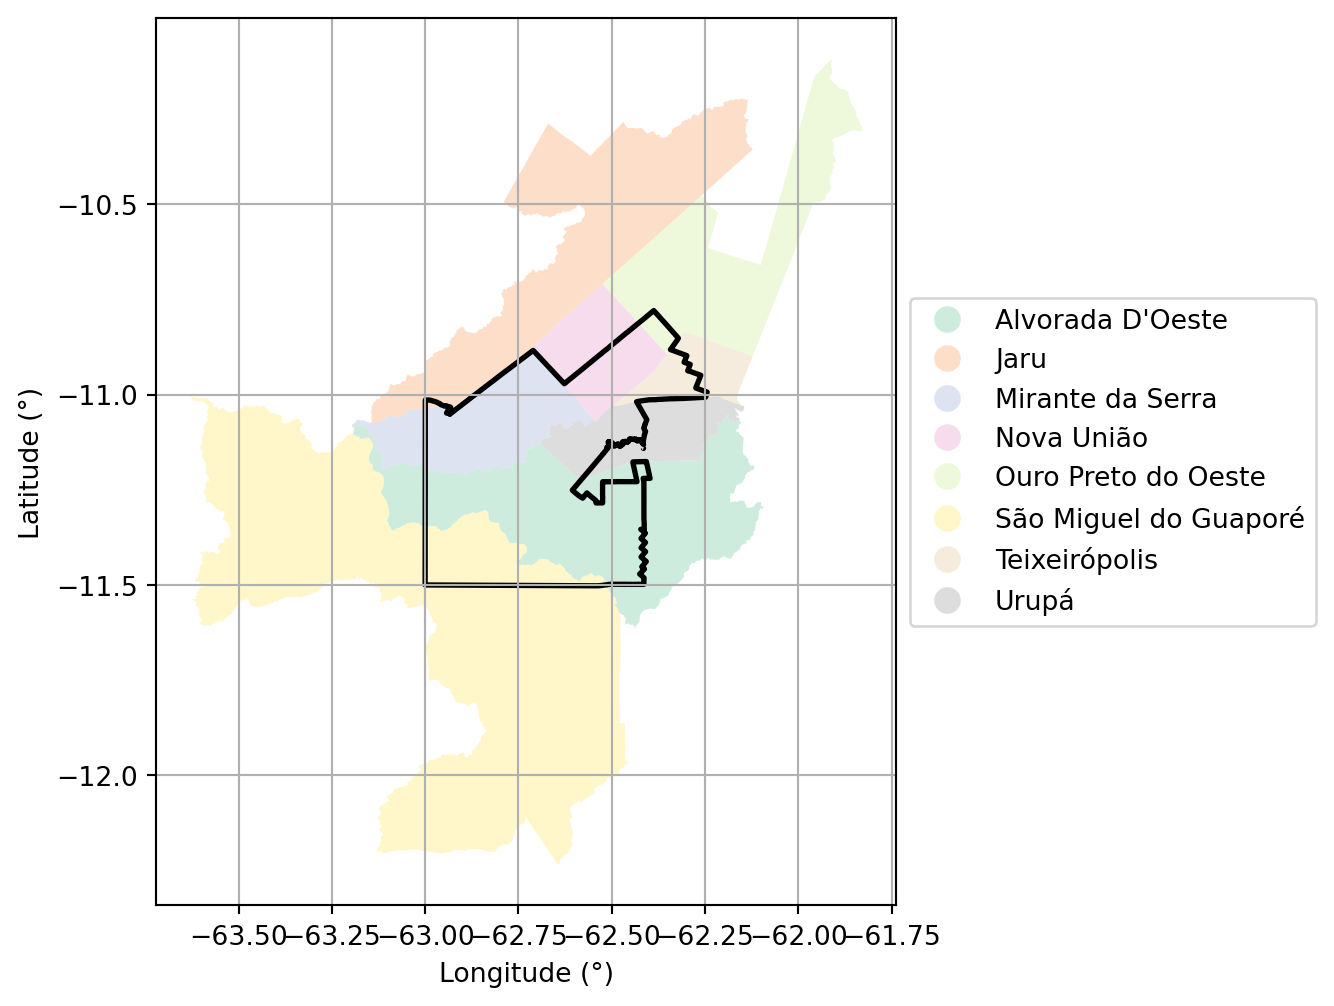 −10.5
−11.0
−11.5
−12.0
Latitude (°)
−63.50 −63.25 −63.00 −62.75 −62.50 −62.25 −62.00 −61.75
Longitude (°)
Alvorada D'Oeste
Jaru
Mirante da Serra
Nova União
Ouro Preto do Oeste
São Miguel do Guaporé
Teixeirópolis
Urupá